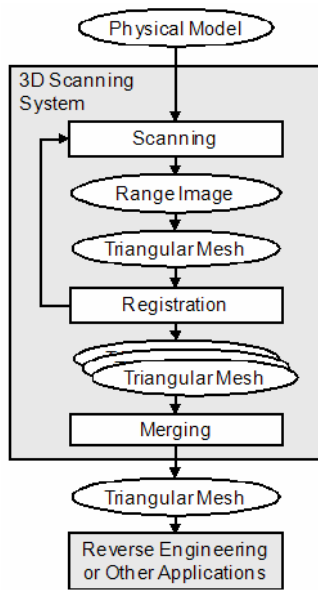 Physical Model
3D Scanning
System
Scanning
Range Image
Triangular Mesh
Registration
Triangular Mesh
Merging
Triangular Mesh
Reverse Engineering
or Other Applications